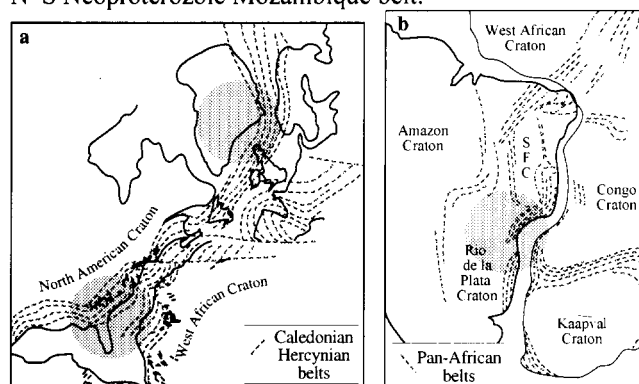 N–S Neoproterozoic Mozambique belt.
a
North American Craton
West African Craton
Caledonian
Hercynian
belts
b
West African
Craton
Amazon
Craton
S
F
C
Congo
Craton
Rio
de la
Plata
Craton
Kaapval
Craton
Pan-African
belts